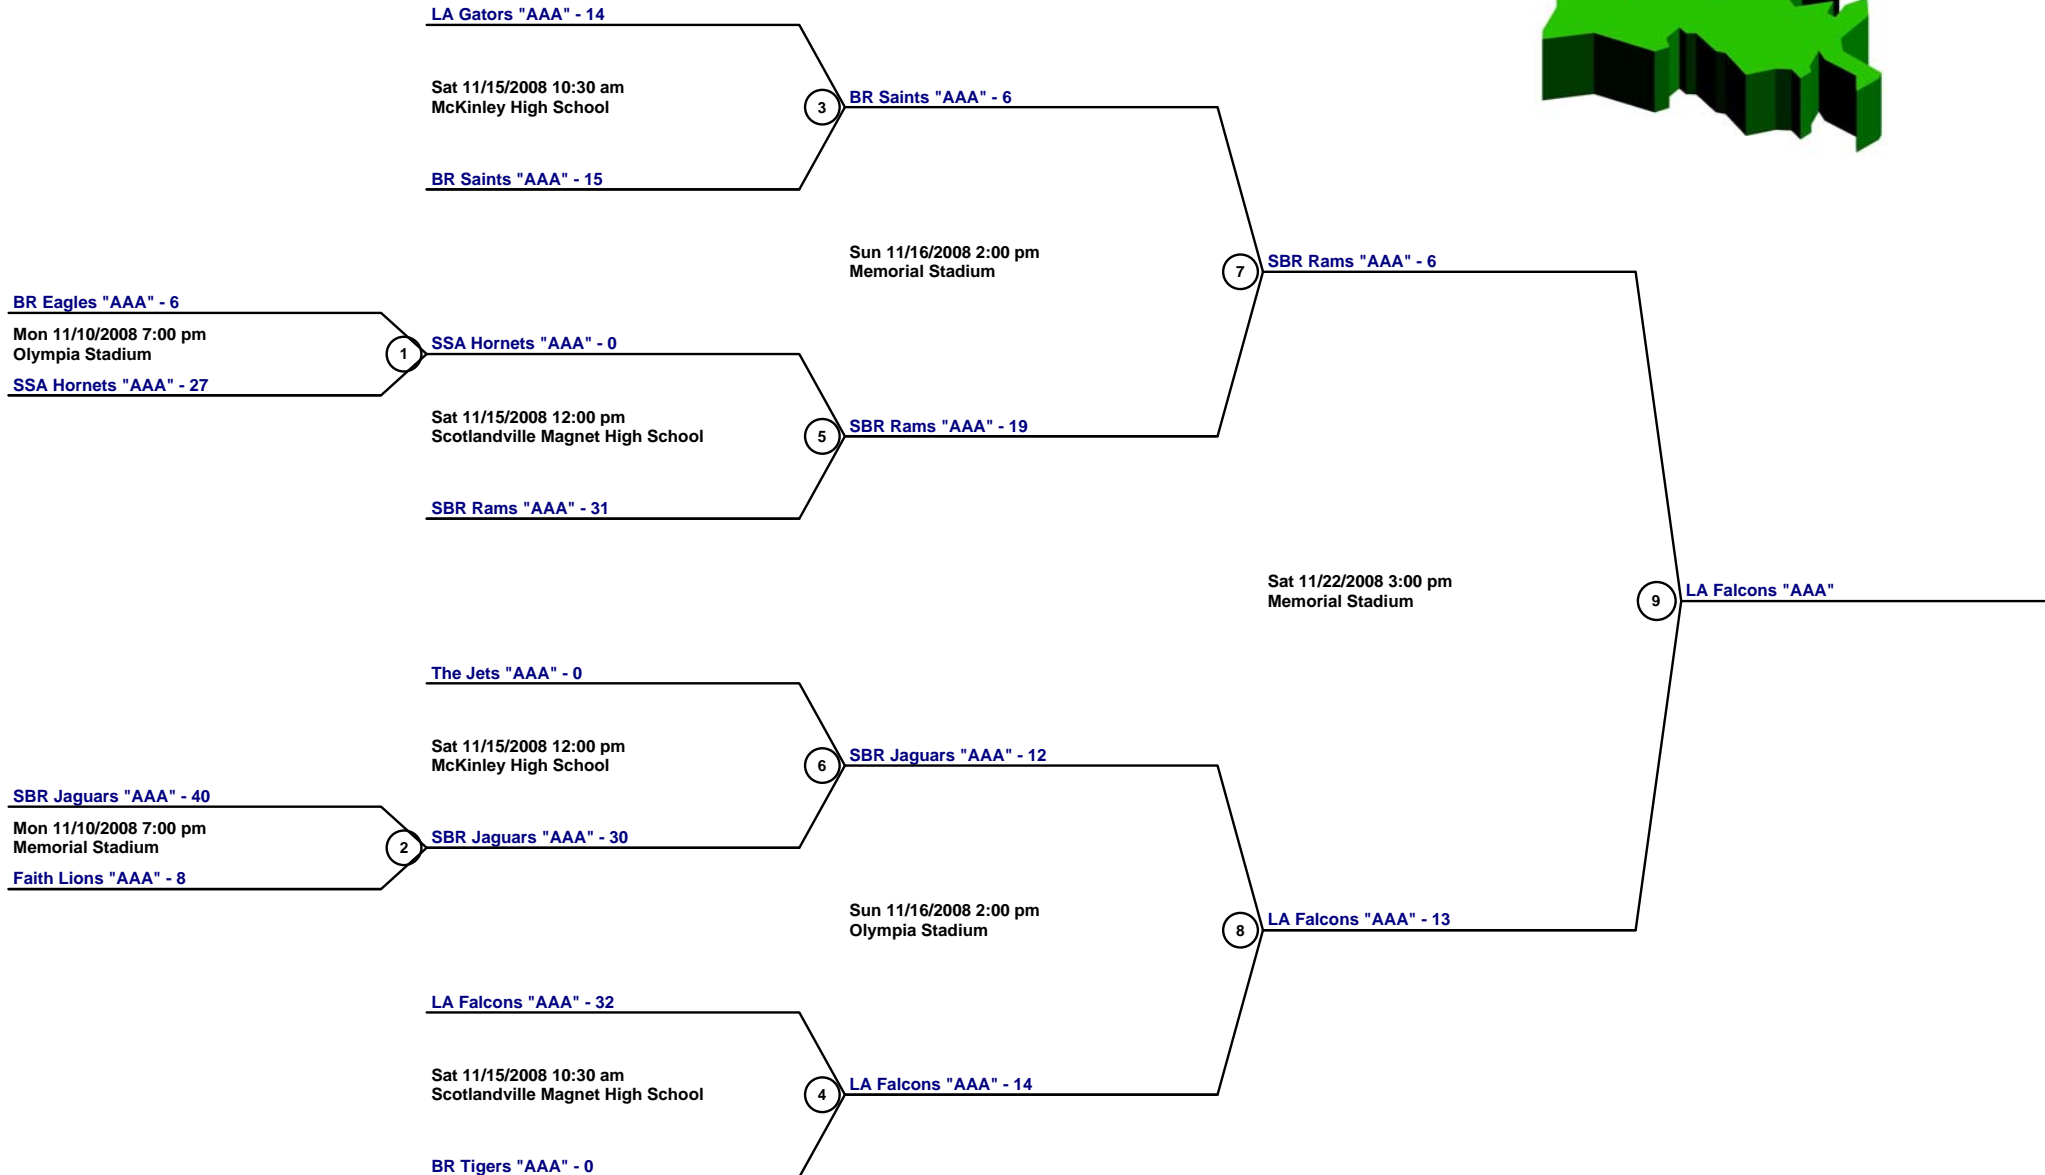 LA Gators "AAA" - 14
Sat 11/15/2008 10:30 am
McKinley High School
3
BR Saints "AAA" - 6
BR Saints "AAA" - 15
Sun 11/16/2008 2:00 pm
Memorial Stadium
7
SBR Rams "AAA" - 6
BR Eagles "AAA" - 6
Mon 11/10/2008 7:00 pm
Olympia Stadium
1
SSA Hornets "AAA" - 0
SSA Hornets "AAA" - 27
Sat 11/15/2008 12:00 pm
Scotlandville Magnet High School
5
SBR Rams "AAA" - 19
SBR Rams "AAA" - 31
Sat 11/22/2008 3:00 pm
Memorial Stadium
9
LA Falcons "AAA"
The Jets "AAA" - 0
Sat 11/15/2008 12:00 pm
McKinley High School
6
SBR Jaguars "AAA" - 12
SBR Jaguars "AAA" - 40
Mon 11/10/2008 7:00 pm
Memorial Stadium
2
SBR Jaguars "AAA" - 30
Faith Lions "AAA" - 8
Sun 11/16/2008 2:00 pm
Olympia Stadium
8
LA Falcons "AAA" - 13
LA Falcons "AAA" - 32
Sat 11/15/2008 10:30 am
Scotlandville Magnet High School
4
LA Falcons "AAA" - 14
BR Tigers "AAA" - 0